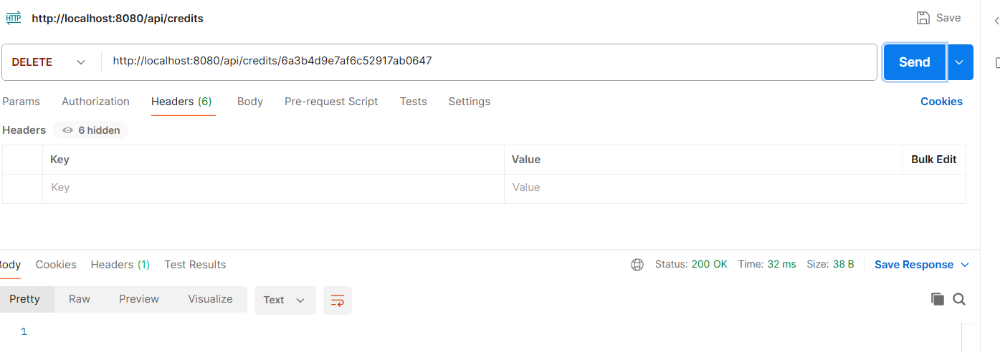 HTTP http://localhost:8080/api/credits Save
DELETE http://localhost:8080/api/credits/6a3b4d9e7af6c52917ab0647 Send
Params Authorization Headers (6) Body Pre-request Script Tests Settings Cookies
Headers 6 hidden
Key Value Bulk Edit
Key Value
Body Cookies Headers (1) Test Results Status: 200 OK Time: 32 ms Size: 38 B Save Response
Pretty Raw Preview Visualize Text
1